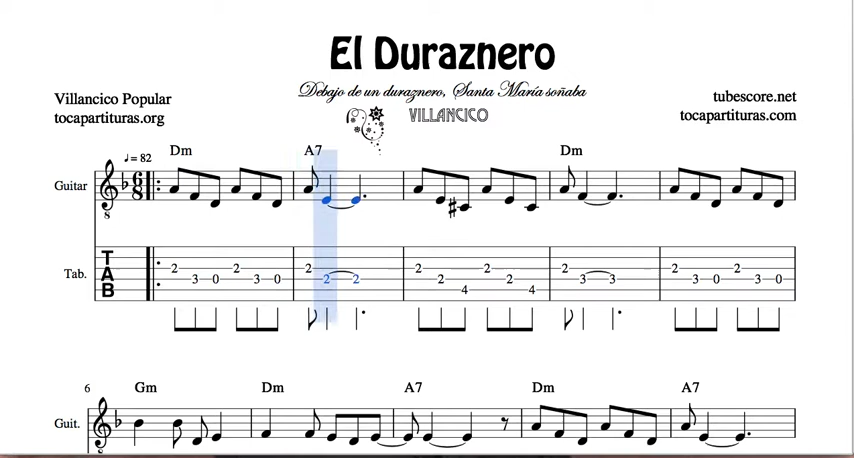 El Duraznero
Debajo de un duraznero, Santa María soñaba
Villancico Popular
tubescore.net
VILLANCICO
tocapartituras.org
tocapartituras.com
♩= 82
Dm A7 Dm
Guitar
6 8
8
Tab.
T A B
2 3 0 2 3 0 2 2 2 2 2 4 2 2 4 2 3 3 2 3 0 2 3 0
6 Gm Dm A7 Dm A7
Guit.
8